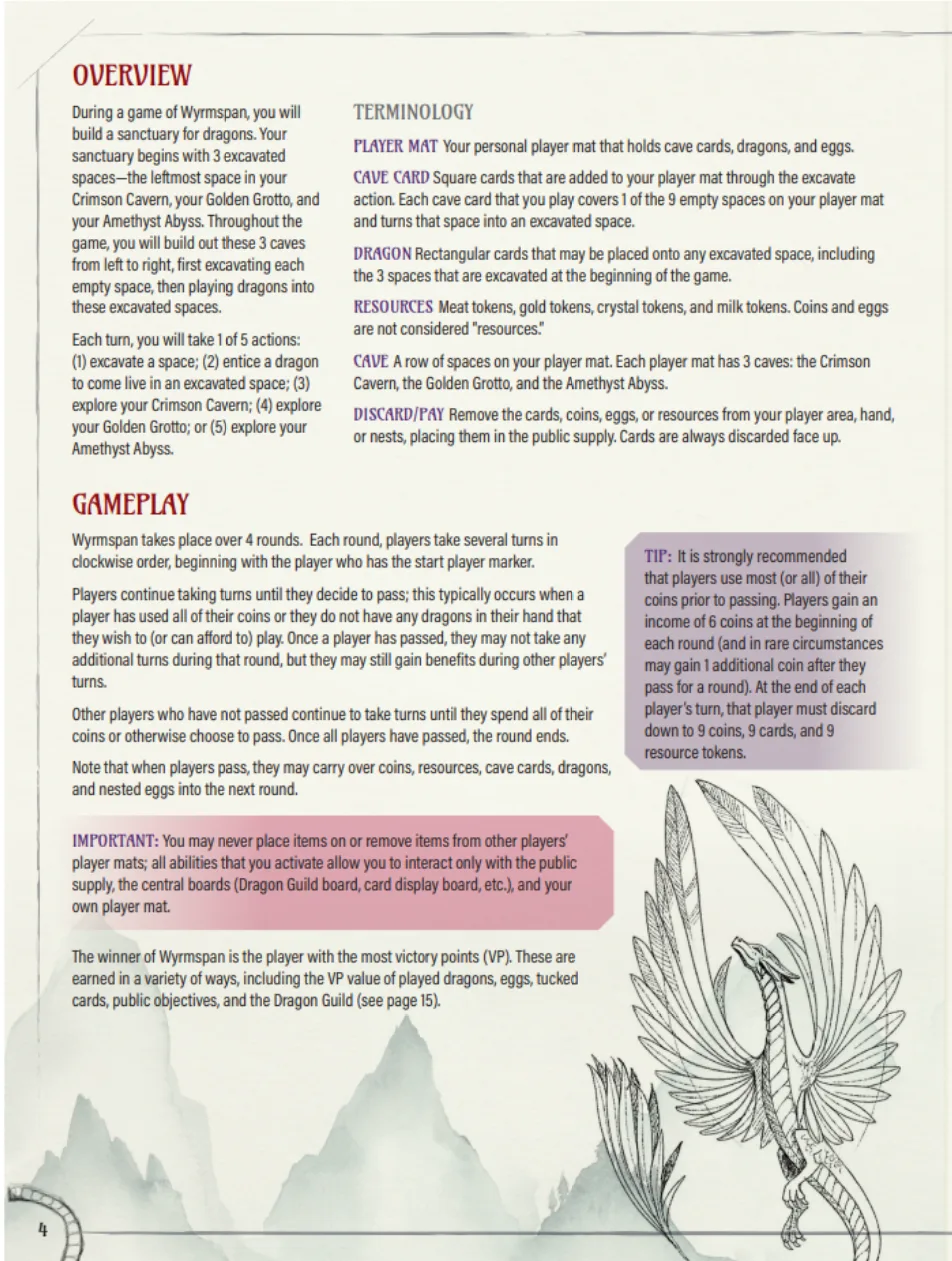 OVERVIEW
During a game of Wyrmspan, you will
build a sanctuary for dragons. Your
sanctuary begins with 3 excavated
spaces—the leftmost space in your
Crimson Cavern, your Golden Grotto, and
your Amethyst Abyss. Throughout the
game, you will build out these 3 caves
from left to right, first excavating each
empty space, then playing dragons into
these excavated spaces.
Each turn, you will take 1 of 5 actions:
(1) excavate a space; (2) entice a dragon
to come live in an excavated space; (3)
explore your Crimson Cavern; (4) explore
your Golden Grotto; or (5) explore your
Amethyst Abyss.
TERMINOLOGY
PLAYER MAT Your personal player mat that holds cave cards, dragons, and eggs.
CAVE CARD Square cards that are added to your player mat through the excavate
action. Each cave card that you play covers 1 of the 9 empty spaces on your player mat
and turns that space into an excavated space.
DRAGON Rectangular cards that may be placed onto any excavated space, including
the 3 spaces that are excavated at the beginning of the game.
RESOURCES Meat tokens, gold tokens, crystal tokens, and milk tokens. Coins and eggs
are not considered "resources."
CAVE A row of spaces on your player mat. Each player mat has 3 caves: the Crimson
Cavern, the Golden Grotto, and the Amethyst Abyss.
DISCARD/PAY Remove the cards, coins, eggs, or resources from your player area, hand,
or nests, placing them in the public supply. Cards are always discarded face up.
GAMEPLAY
Wyrmspan takes place over 4 rounds. Each round, players take several turns in
clockwise order, beginning with the player who has the start player marker.
Players continue taking turns until they decide to pass; this typically occurs when a
player has used all of their coins or they do not have any dragons in their hand that
they wish to (or can afford to) play. Once a player has passed, they may not take any
additional turns during that round, but they may still gain benefits during other players'
turns.
Other players who have not passed continue to take turns until they spend all of their
coins or otherwise choose to pass. Once all players have passed, the round ends.
Note that when players pass, they may carry over coins, resources, cave cards, dragons,
and nested eggs into the next round.
TIP: It is strongly recommended
that players use most (or all) of their
coins prior to passing. Players gain an
income of 6 coins at the beginning of
each round (and in rare circumstances
may gain 1 additional coin after they
pass for a round). At the end of each
player's turn, that player must discard
down to 9 coins, 9 cards, and 9
resource tokens.
IMPORTANT: You may never place items on or remove items from other players'
player mats; all abilities that you activate allow you to interact only with the public
supply, the central boards (Dragon Guild board, card display board, etc.), and your
own player mat.
The winner of Wyrmspan is the player with the most victory points (VP). These are
earned in a variety of ways, including the VP value of played dragons, eggs, tucked
cards, public objectives, and the Dragon Guild (see page 15).
4